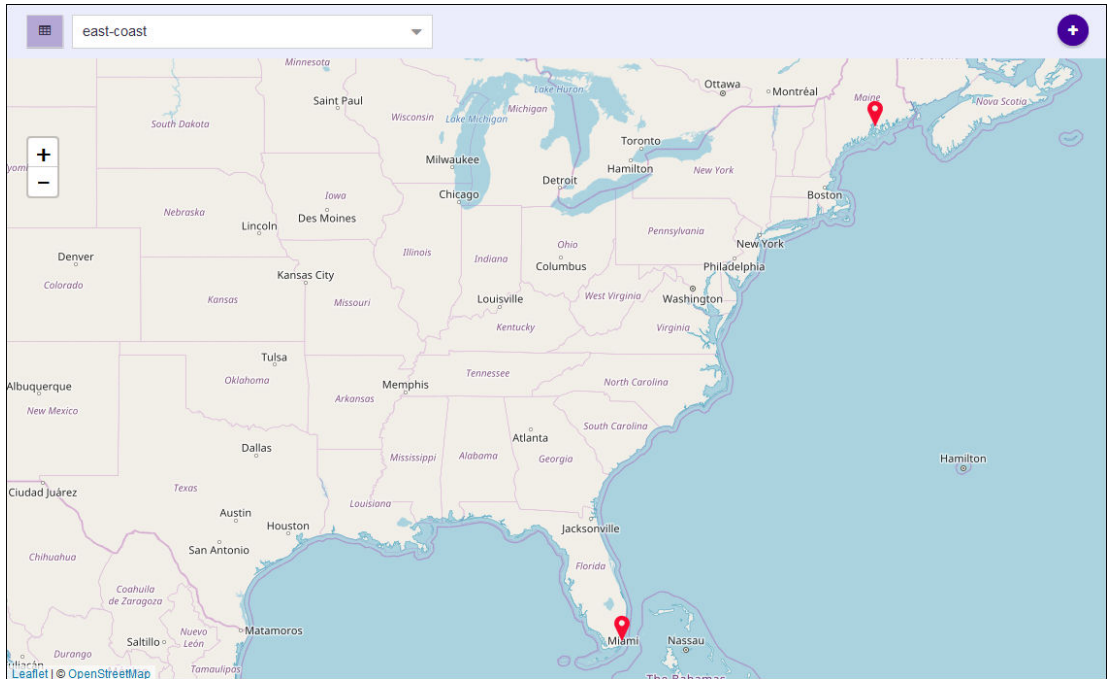 east-coast
+
Minnesota
Ottawa
Lake Huron
Montréal
Maine
Saint Paul
Michigan
Nova Scotia
Wisconsin
Lake Michigan
South Dakota
Toronto
+
−
Milwaukee
Hamilton
New York
Detroit
Chicago
Boston
Iowa
Nebraska
Des Moines
Lincoln
Pennsylvania
Ohio
New York
Illinois
Indiana
Denver
Columbus
Philadelphia
Kansas City
Colorado
West Virginia
Kansas
Missouri
Louisville
Washington
Kentucky
Virginia
Tulsa
Tennessee
Oklahoma
North Carolina
Albuquerque
Memphis
Arkansas
New Mexico
South Carolina
Atlanta
Dallas
Mississippi
Alabama
Georgia
Hamilton
Texas
Ciudad Juárez
Louisiana
Austin
Houston
Jacksonville
San Antonio
Chihuahua
Florida
Coahuila
de Zaragoza
Nuevo
León
Matamoros
Saltillo
Miami
Nassau
Durango
Tamaulipas
The Bahamas
Leaflet | © OpenStreetMap